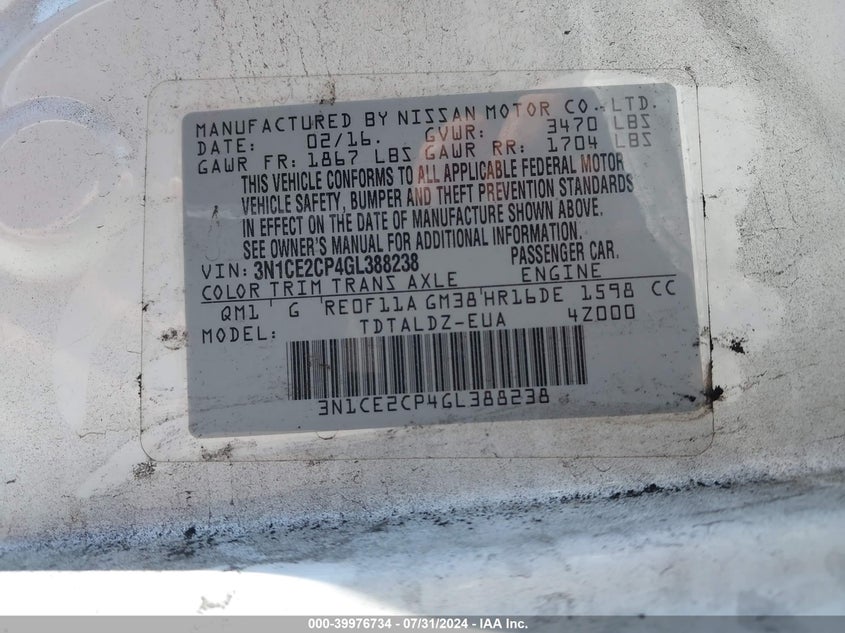 MANUFACTURED BY NISSAN MOTOR CO., LTD.
DATE: 02/16. GVWR: 3470 LBS
GAWR FR: 1867 LBS GAWR RR: 1704 LBS
THIS VEHICLE CONFORMS TO ALL APPLICABLE FEDERAL MOTOR
VEHICLE SAFETY, BUMPER AND THEFT PREVENTION STANDARDS
IN EFFECT ON THE DATE OF MANUFACTURE SHOWN ABOVE.
SEE OWNER'S MANUAL FOR ADDITIONAL INFORMATION.
VIN: 3N1CE2CP4GL388238 PASSENGER CAR.
COLOR TRIM TRANS AXLE ENGINE
QM1 ' G ' RE0F11A GM38 ' HR16DE 1598 CC
MODEL: TDTALDZ-EUA 4Z000
3N1CE2CP4GL388238
000-39976734 - 07/31/2024 - IAA Inc.